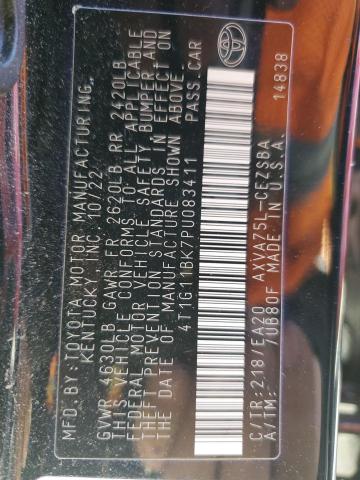 MFD. BY: TOYOTA MOTOR MANUFACTURING,
KENTUCKY, INC. 10/22
GVWR 4630LB GAWR FR 2620LB RR 2420LB
THIS VEHICLE CONFORMS TO ALL APPLICABLE
FEDERAL MOTOR VEHICLE SAFETY, BUMPER AND
THEFT PREVENTION STANDARDS IN EFFECT ON
THE DATE OF MANUFACTURE SHOWN ABOVE
4T1G11BK7PU083411 PASS. CAR
C/TR: 218/EA20 AXVA75L-CEZSBA
A/TM: /UB80F MADE IN U.S.A.
14838